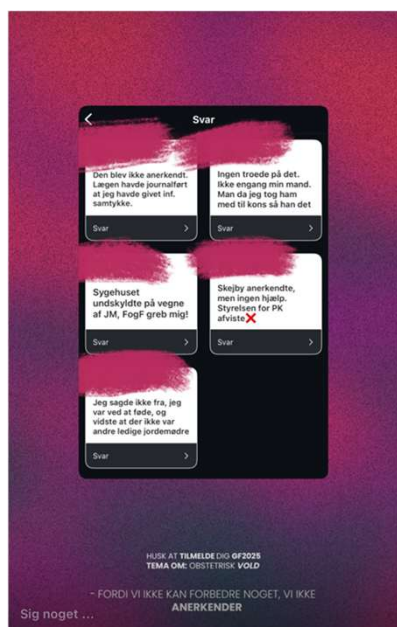 Svar
Den blev ikke anerkendt.
Lægen havde journalført
at jeg havde givet inf.
samtykke.
Svar
Ingen troede på det.
Ikke engang min mand.
Man da jeg tog ham
med til kons så han det
Svar
Sygehuset
undskyldte på vegne
af JM, FogF greb mig!
Svar
Skejby anerkendte,
men ingen hjælp.
Styrelsen for PK
afviste❌
Svar
Jeg sagde ikke fra, jeg
var ved at føde, og
vidste at der ikke var
andre ledige jordemødre
Svar
HUSK AT TILMELDE DIG GF2025
TEMA OM: OBSTETRISK VOLD
- FORDI VI IKKE KAN FORBEDRE NOGET, VI IKKE
ANERKENDER
Sig noget ...